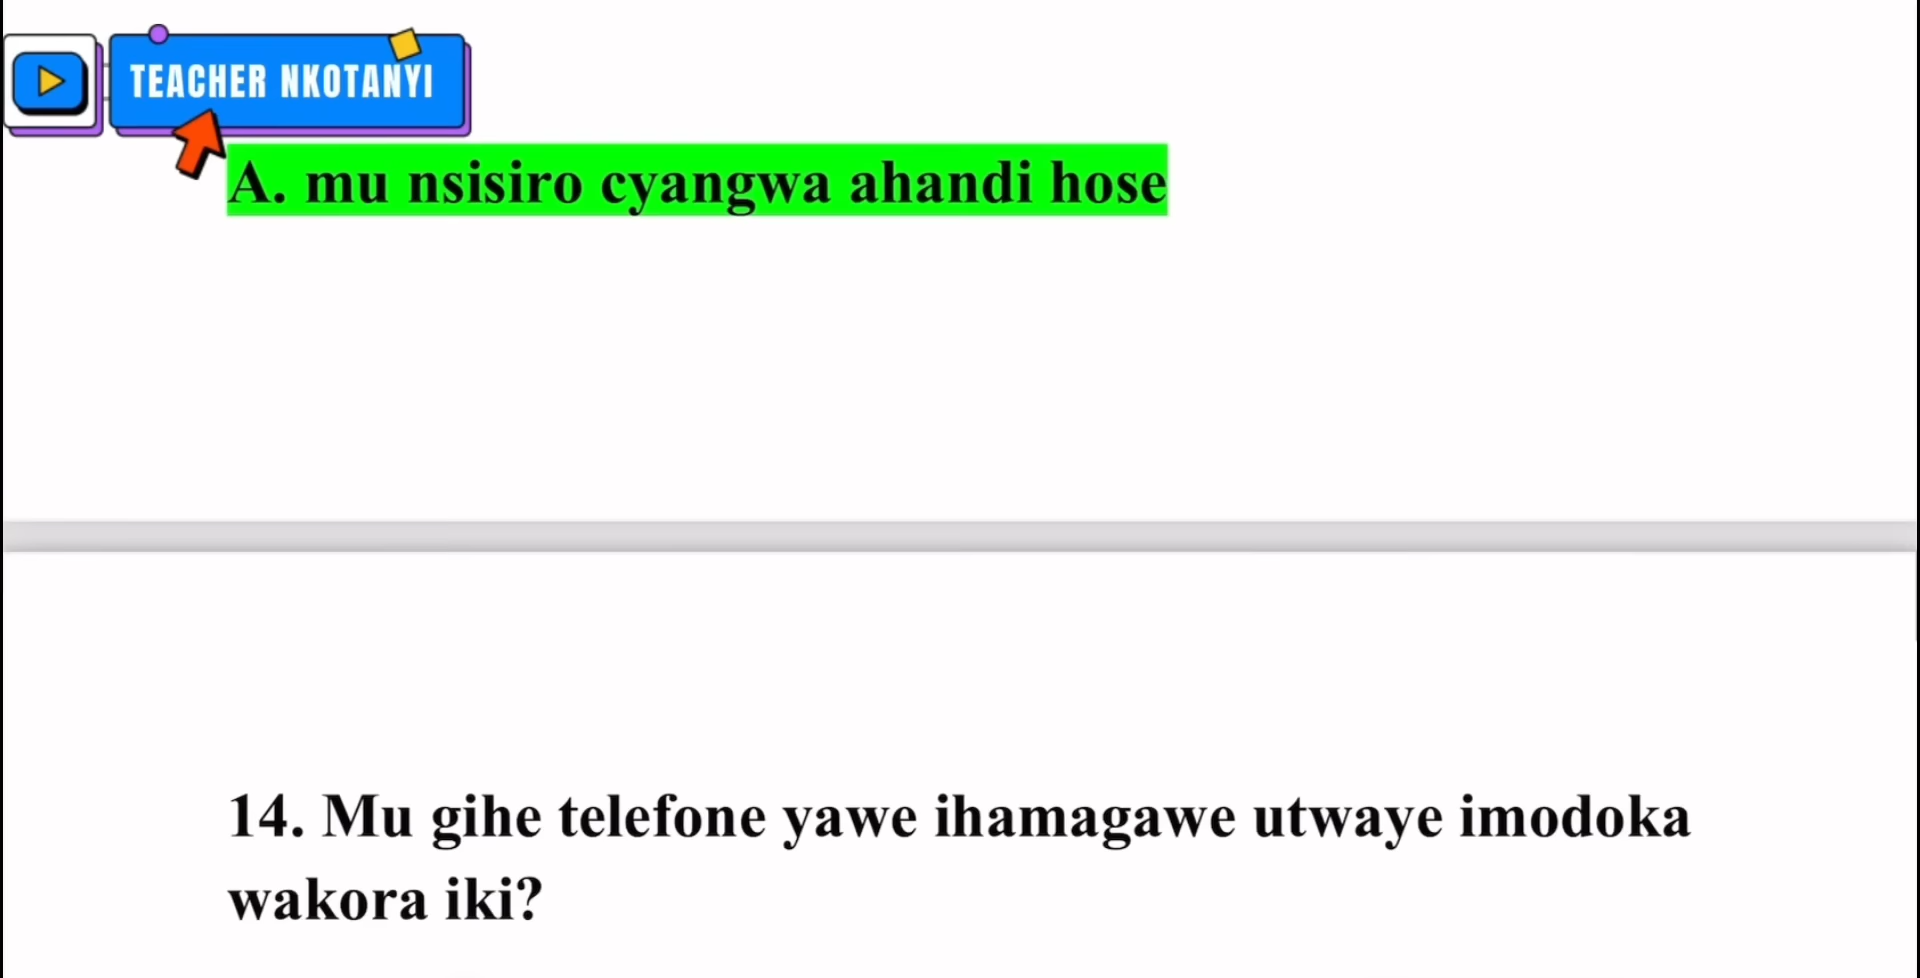 TEACHER NKOTANYI
A. mu nsisiro cyangwa ahandi hose
14. Mu gihe telefone yawe ihamagawe utwaye imodoka
wakora iki?